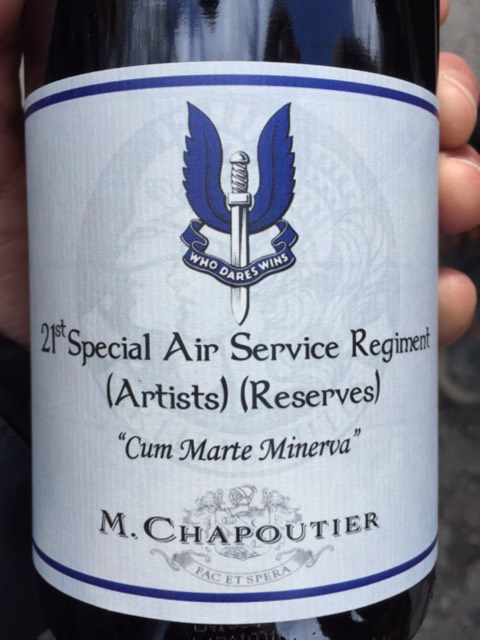 WHO DARES WINS
21st Special Air Service Regiment
(Artists) (Reserves)
"Cum Marte Minerva"
M. CHAPOUTIER
FAC ET SPERA